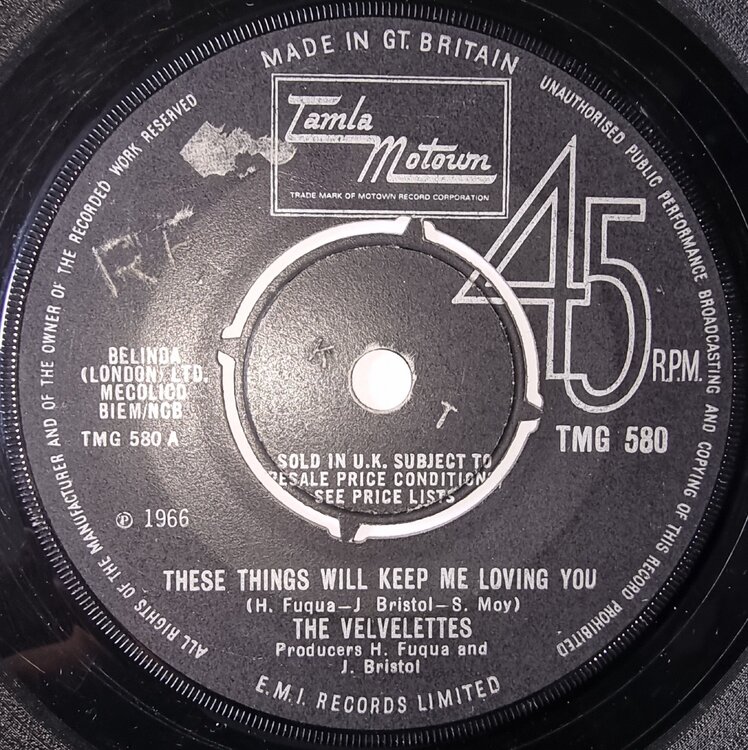 MADE IN GT. BRITAIN
Tamla
Motown
TRADE MARK OF MOTOWN RECORD CORPORATION
ALL RIGHTS OF THE MANUFACTURER AND OF THE OWNER OF THE RECORDED WORK RESERVED
UNAUTHORISED PUBLIC PERFORMANCE BROADCASTING AND COPYING OF THIS RECORD PROHIBITED
RF
45
R.P.M.
BELINDA
(LONDON) LTD.
MECOLICO
BIEM/NCB
TMG 580 A
TMG 580
T
SOLD IN U.K. SUBJECT TO
RESALE PRICE CONDITIONS
SEE PRICE LISTS
℗ 1966
THESE THINGS WILL KEEP ME LOVING YOU
(H. Fuqua–J. Bristol–S. Moy)
THE VELVELETTES
Producers H. Fuqua and
J. Bristol
E.M.I. RECORDS LIMITED